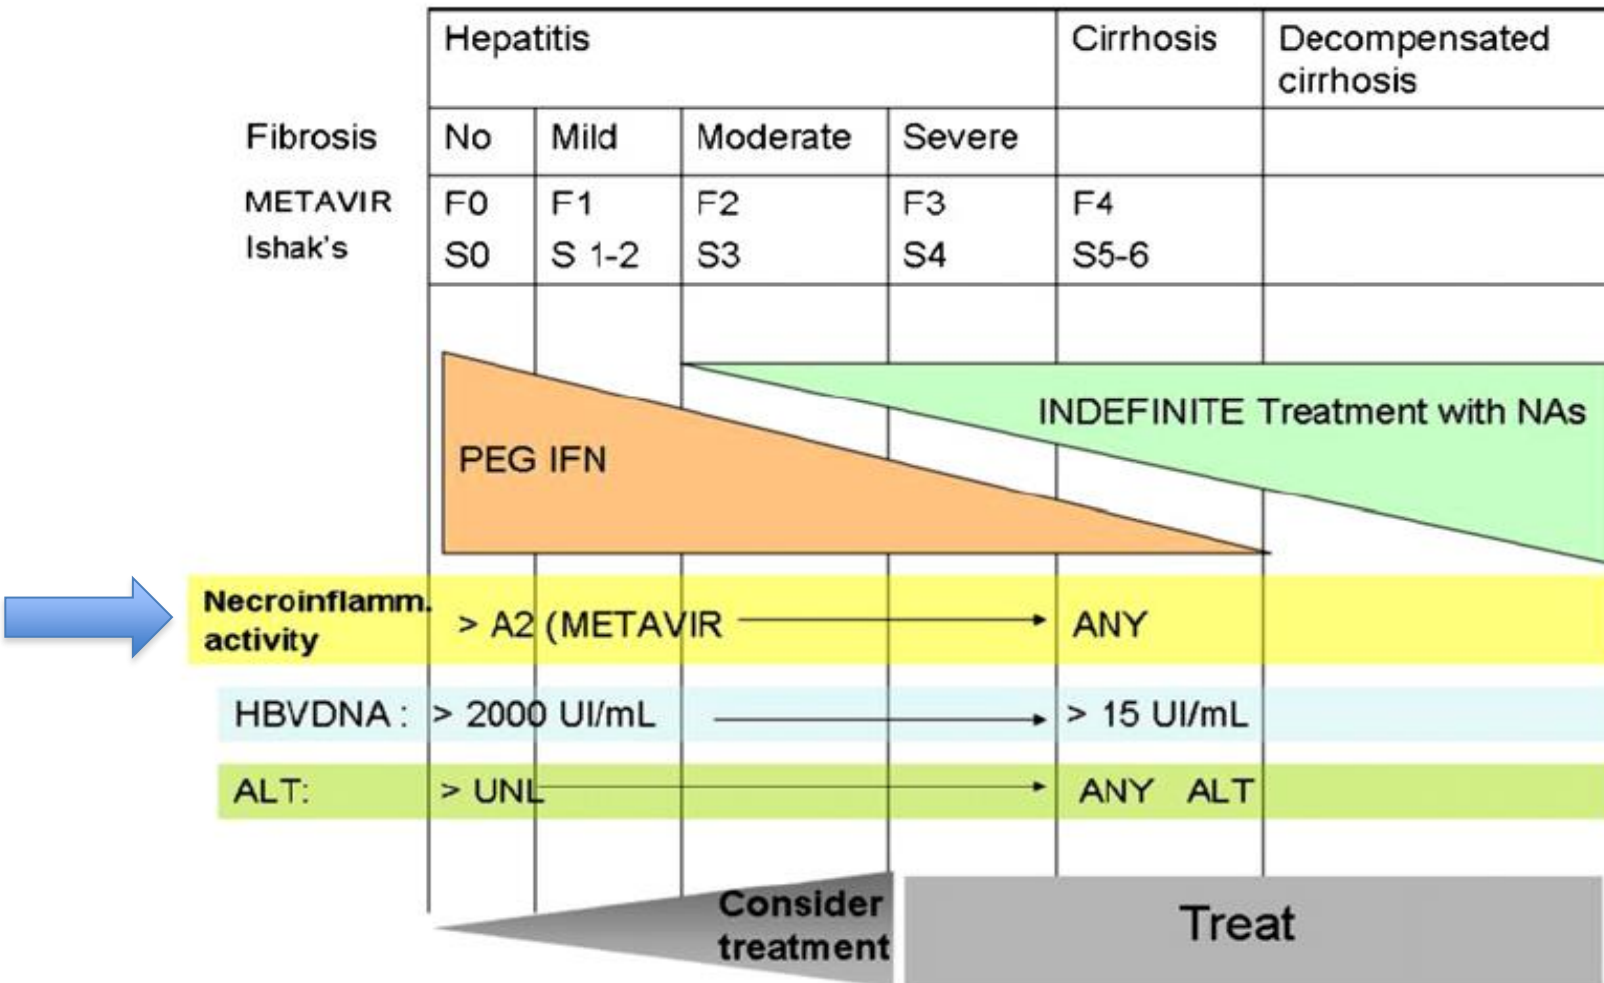 Hepatitis Cirrhosis Decompensated
cirrhosis
Fibrosis No Mild Moderate Severe
METAVIR F0 F1 F2 F3 F4
Ishak's S0 S 1-2 S3 S4 S5-6
INDEFINITE Treatment with NAs
PEG IFN
Necroinflamm.
activity
> A2 (METAVIR ANY
HBVDNA : > 2000 UI/mL > 15 UI/mL
ALT: > UNL ANY ALT
Consider
treatment
Treat